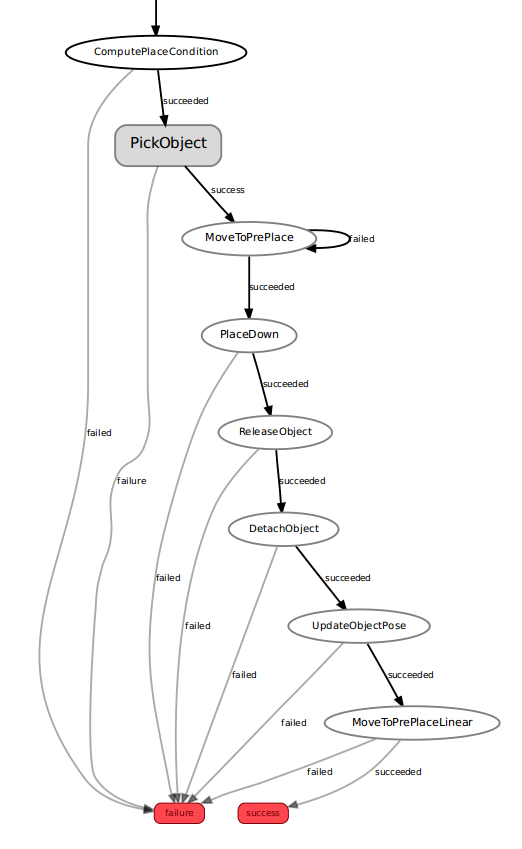 ComputePlaceCondition
succeeded
PickObject
success
MoveToPrePlace
failed
succeeded
PlaceDown
succeeded
ReleaseObject
failed
succeeded
failure
DetachObject
failed
succeeded
UpdateObjectPose
failed
failed
succeeded
MoveToPrePlaceLinear
failed
failed
succeeded
failure
success